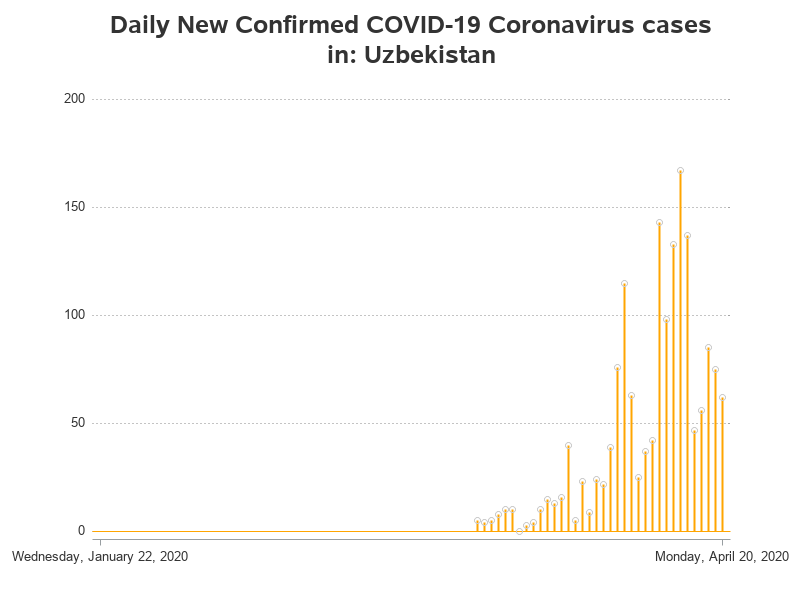 Daily New Confirmed COVID-19 Coronavirus cases
in: Uzbekistan
200
150
100
50
0
Wednesday, January 22, 2020
Monday, April 20, 2020